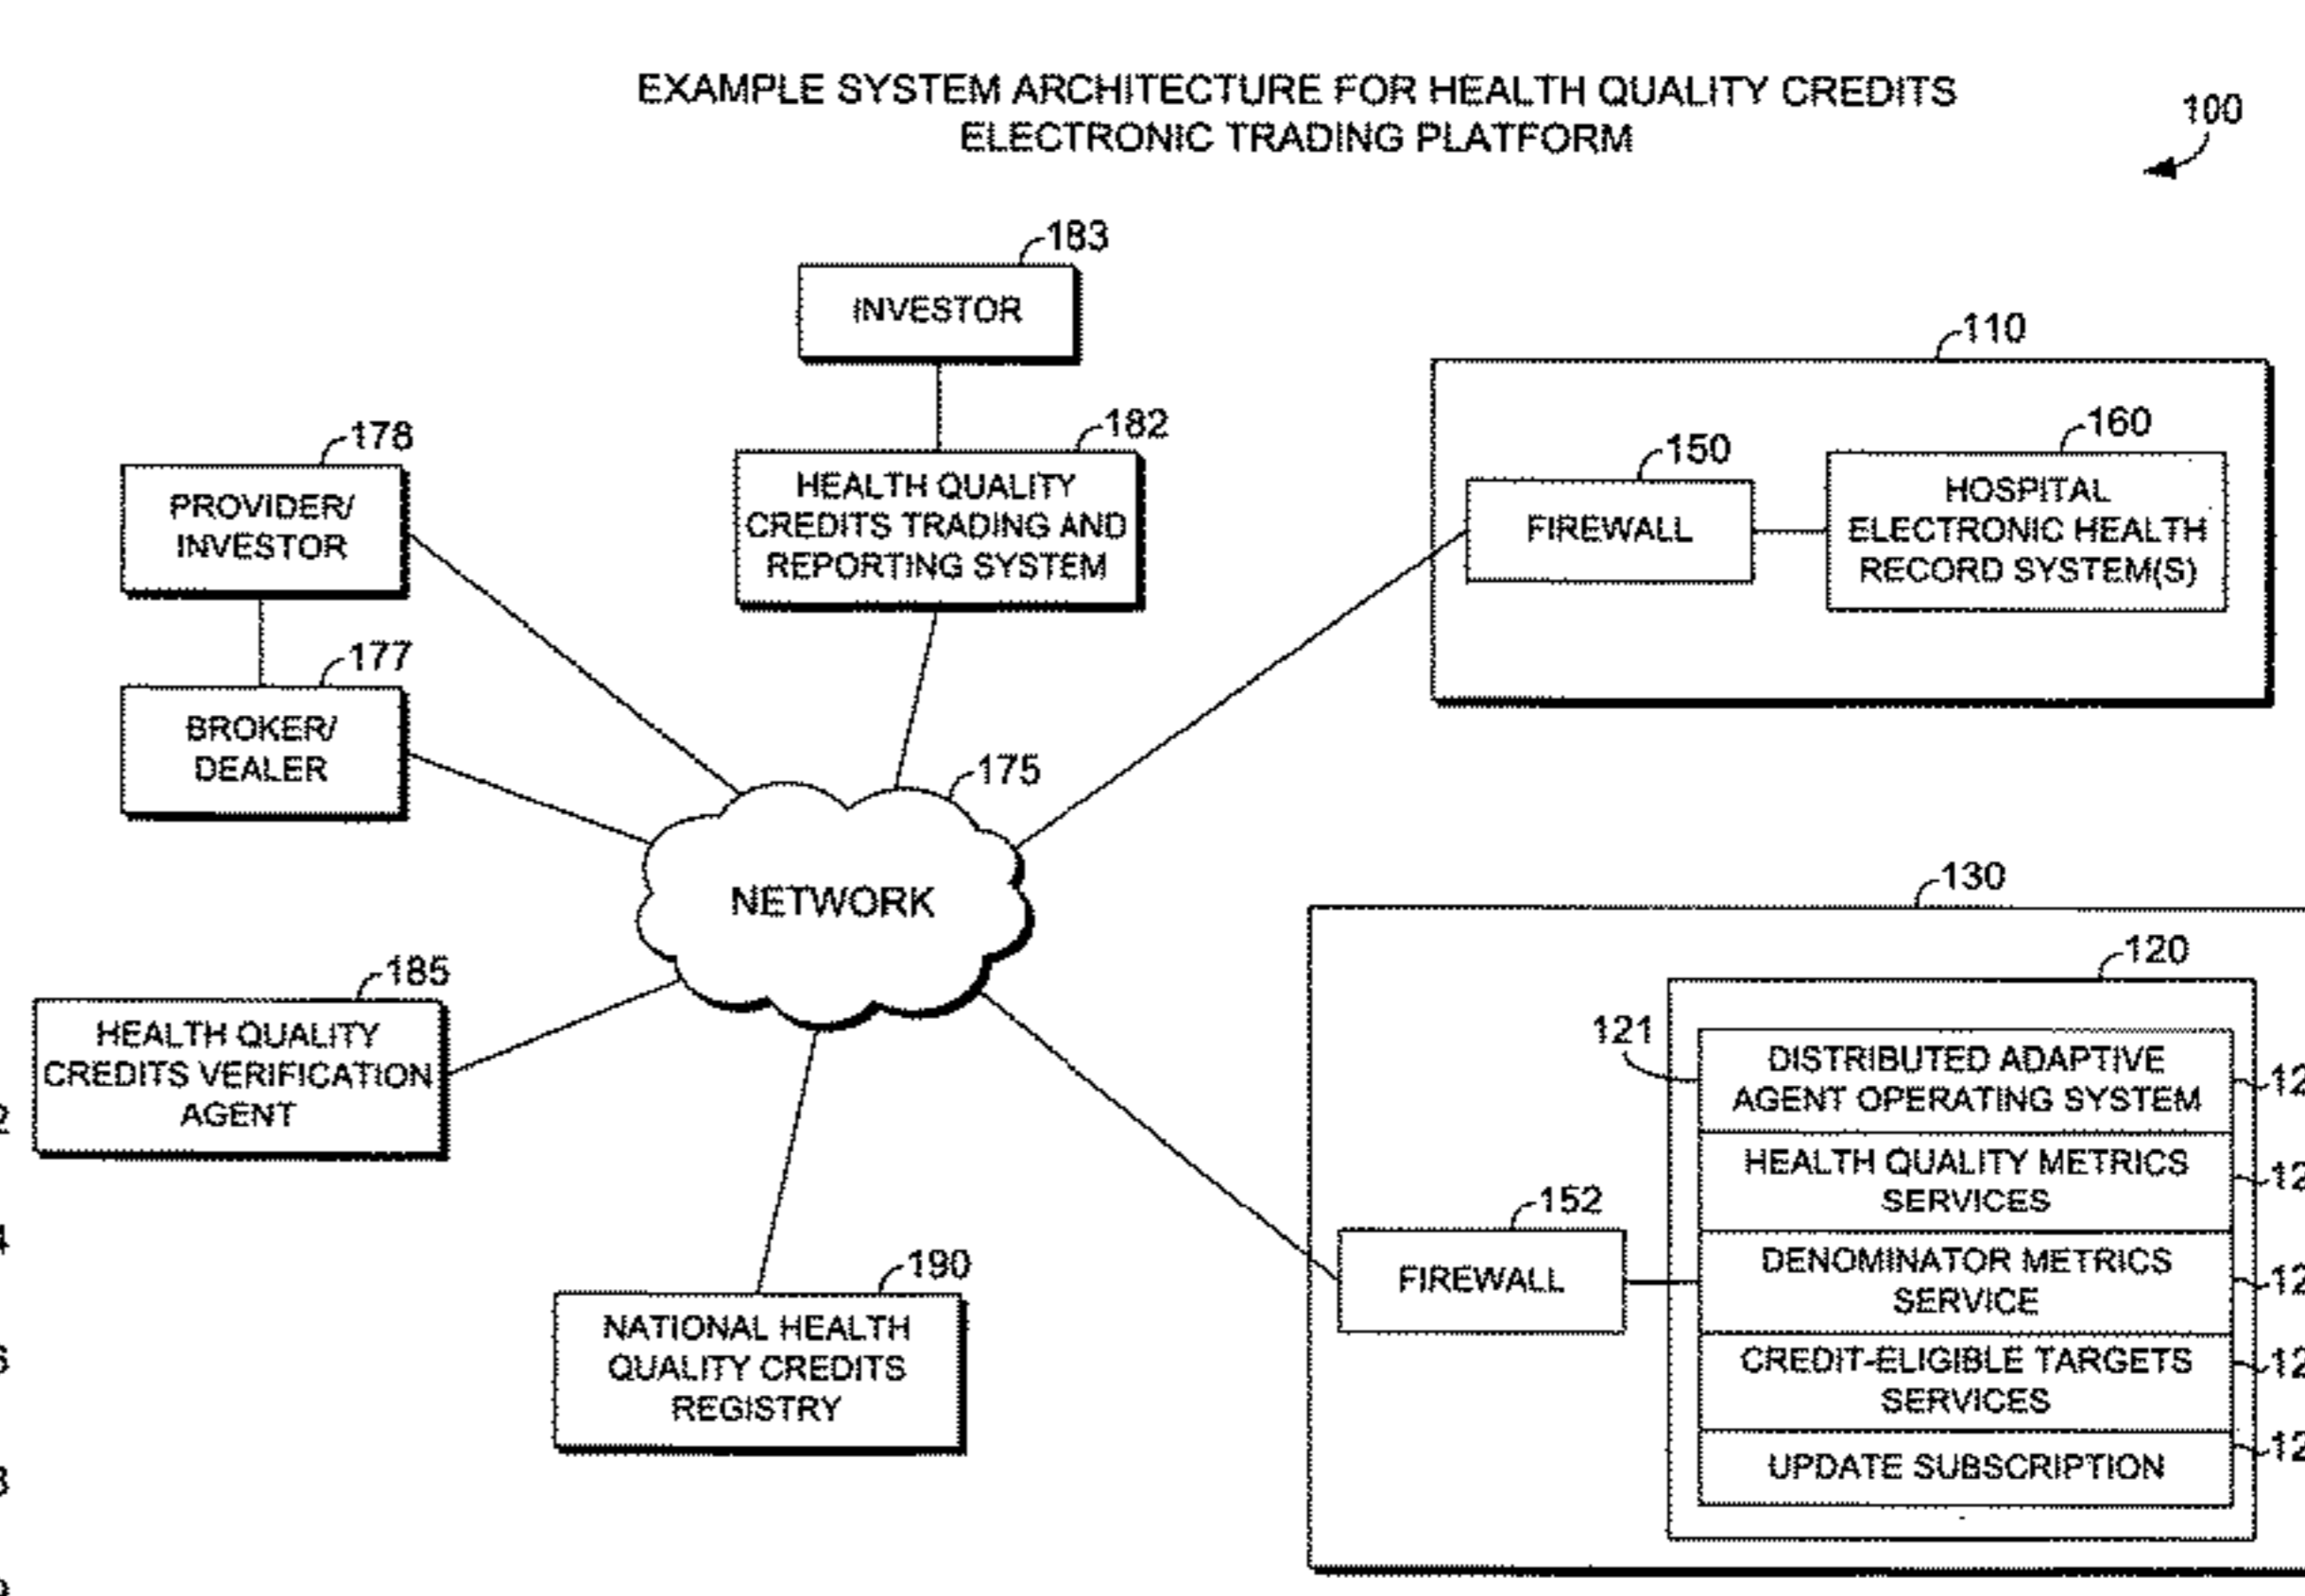 EXAMPLE SYSTEM ARCHITECTURE FOR HEALTH QUALITY CREDITS
ELECTRONIC TRADING PLATFORM
100
183
INVESTOR
182
HEALTH QUALITY
CREDITS TRADING AND
REPORTING SYSTEM
178
PROVIDER/
INVESTOR
177
BROKER/
DEALER
110
150
FIREWALL
160
HOSPITAL
ELECTRONIC HEALTH
RECORD SYSTEM(S)
175
NETWORK
185
HEALTH QUALITY
CREDITS VERIFICATION
AGENT
190
NATIONAL HEALTH
QUALITY CREDITS
REGISTRY
130
152
FIREWALL
120
121
DISTRIBUTED ADAPTIVE
AGENT OPERATING SYSTEM
HEALTH QUALITY METRICS
SERVICES
DENOMINATOR METRICS
SERVICE
CREDIT-ELIGIBLE TARGETS
SERVICES
UPDATE SUBSCRIPTION